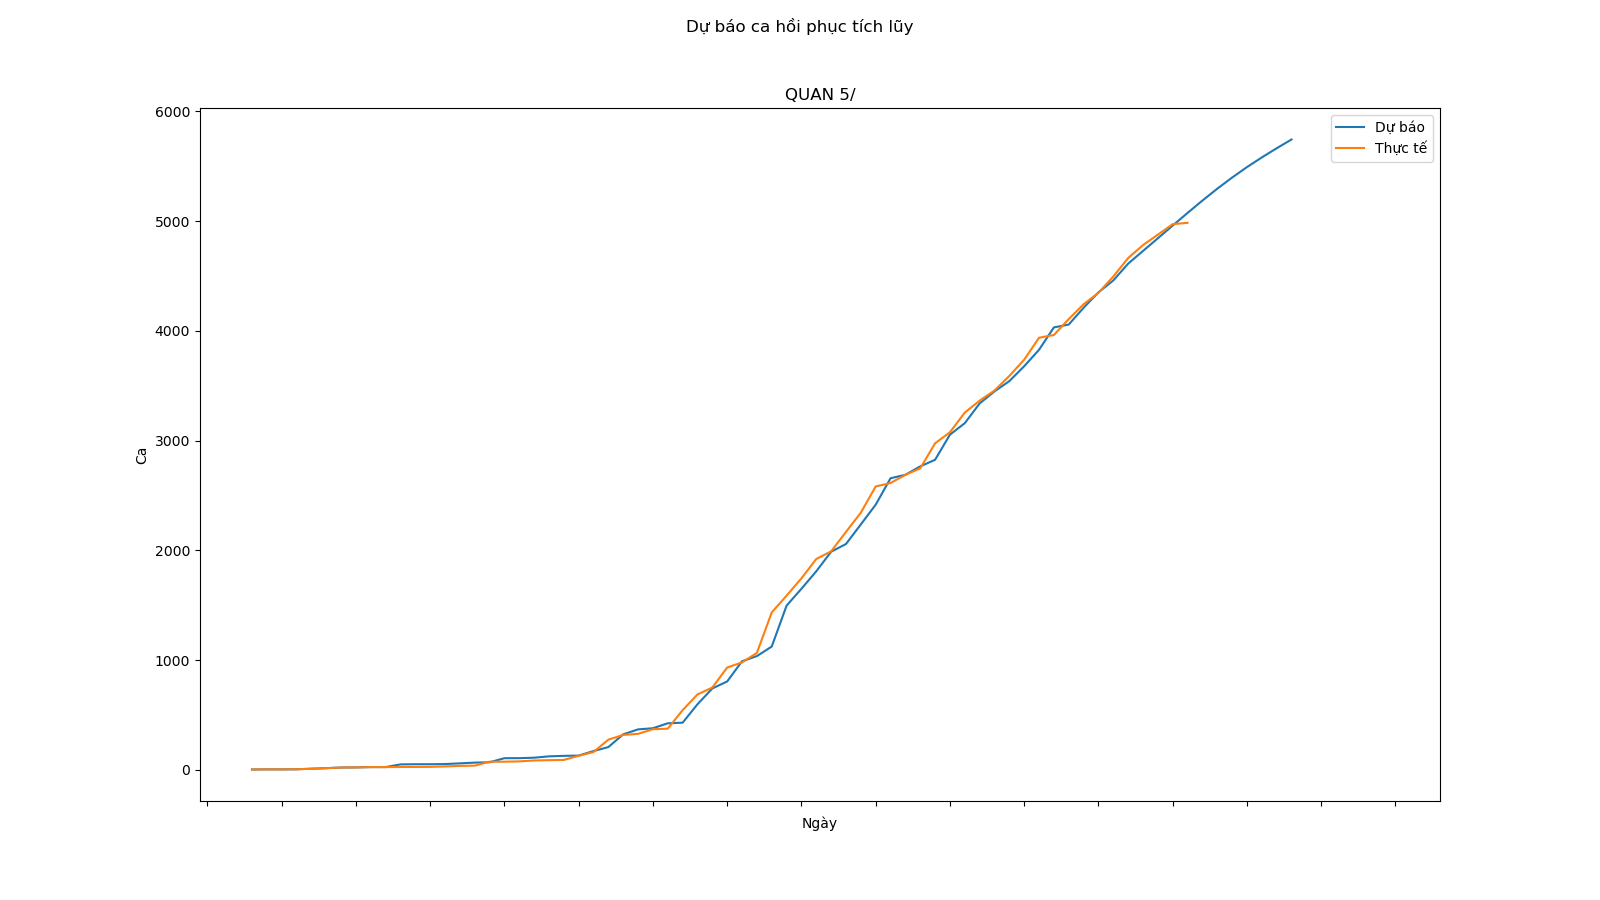 Dự báo ca hồi phục tích lũy
QUAN 5/
6000
5000
4000
3000
2000
1000
0
Ca
Dự báo
Thực tế
Ngày